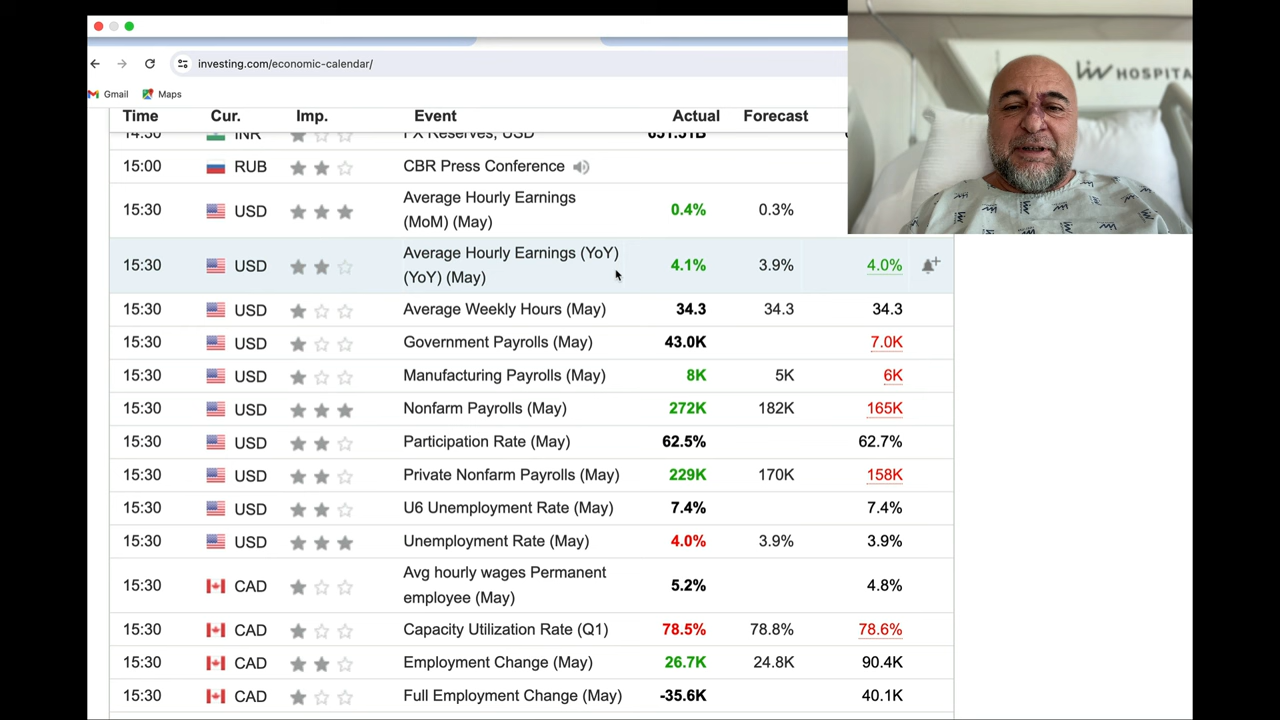 investing.com/economic-calendar/
Gmail Maps
Time Cur. Imp. Event Actual Forecast
14:30 INR FX Reserves, USD 651.51B
15:00 RUB CBR Press Conference
15:30 USD Average Hourly Earnings (MoM) (May) 0.4% 0.3%
15:30 USD Average Hourly Earnings (YoY) (YoY) (May) 4.1% 3.9% 4.0%
15:30 USD Average Weekly Hours (May) 34.3 34.3 34.3
15:30 USD Government Payrolls (May) 43.0K 7.0K
15:30 USD Manufacturing Payrolls (May) 8K 5K 6K
15:30 USD Nonfarm Payrolls (May) 272K 182K 165K
15:30 USD Participation Rate (May) 62.5% 62.7%
15:30 USD Private Nonfarm Payrolls (May) 229K 170K 158K
15:30 USD U6 Unemployment Rate (May) 7.4% 7.4%
15:30 USD Unemployment Rate (May) 4.0% 3.9% 3.9%
15:30 CAD Avg hourly wages Permanent employee (May) 5.2% 4.8%
15:30 CAD Capacity Utilization Rate (Q1) 78.5% 78.8% 78.6%
15:30 CAD Employment Change (May) 26.7K 24.8K 90.4K
15:30 CAD Full Employment Change (May) -35.6K 40.1K
Liv HOSPITA